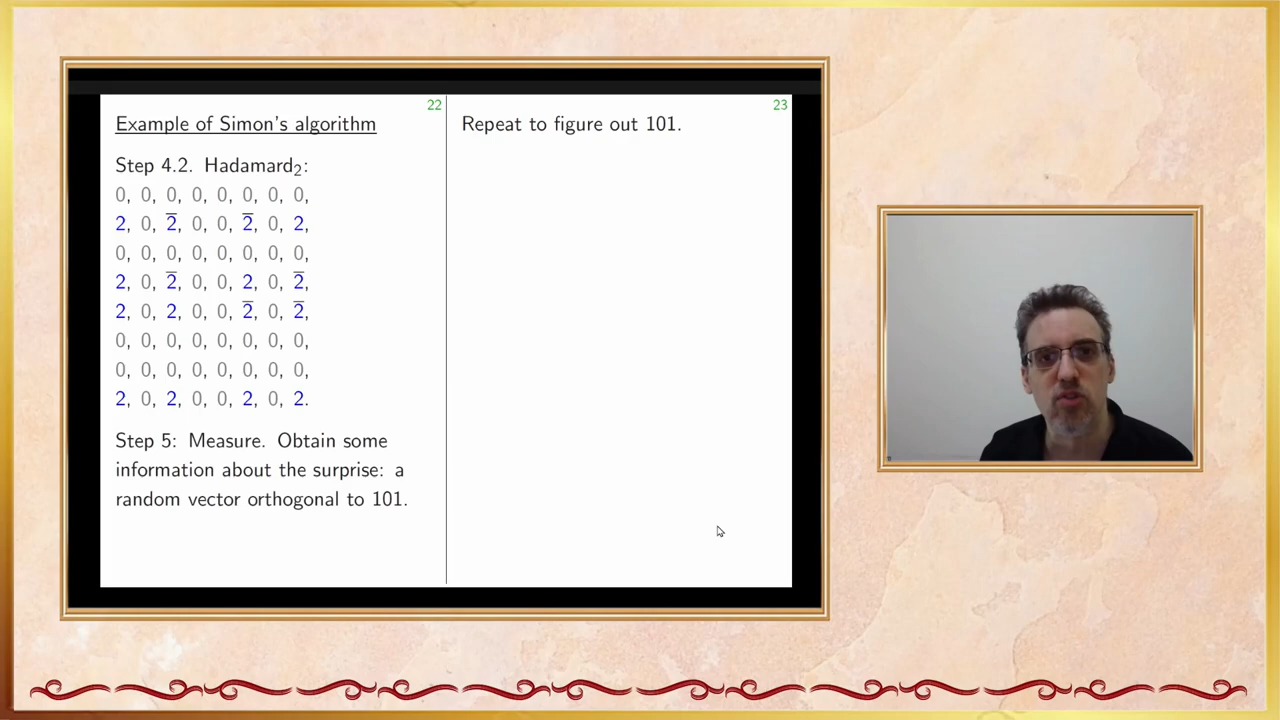 22
Example of Simon's algorithm
Step 4.2. Hadamard₂:
0, 0, 0, 0, 0, 0, 0, 0,
2, 0, 2̅, 0, 0, 2̅, 0, 2,
0, 0, 0, 0, 0, 0, 0, 0,
2, 0, 2̅, 0, 0, 2, 0, 2̅,
2, 0, 2, 0, 0, 2̅, 0, 2̅,
0, 0, 0, 0, 0, 0, 0, 0,
0, 0, 0, 0, 0, 0, 0, 0,
2, 0, 2, 0, 0, 2, 0, 2.
Step 5: Measure. Obtain some
information about the surprise: a
random vector orthogonal to 101.
23
Repeat to figure out 101.